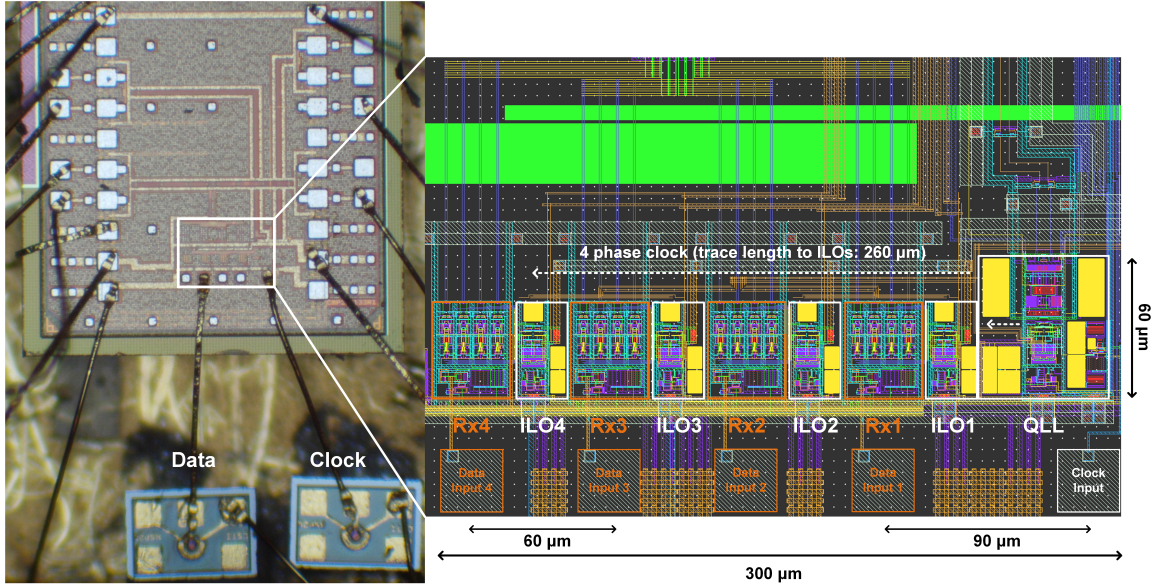 4 phase clock (trace length to ILOs: 260 µm)
60 µm
Rx4
ILO4
Rx3
ILO3
Rx2
ILO2
Rx1
ILO1
QLL
Data
Clock
Data
Input 4
Data
Input 3
Data
Input 2
Data
Input 1
Clock
Input
60 µm
90 µm
300 µm